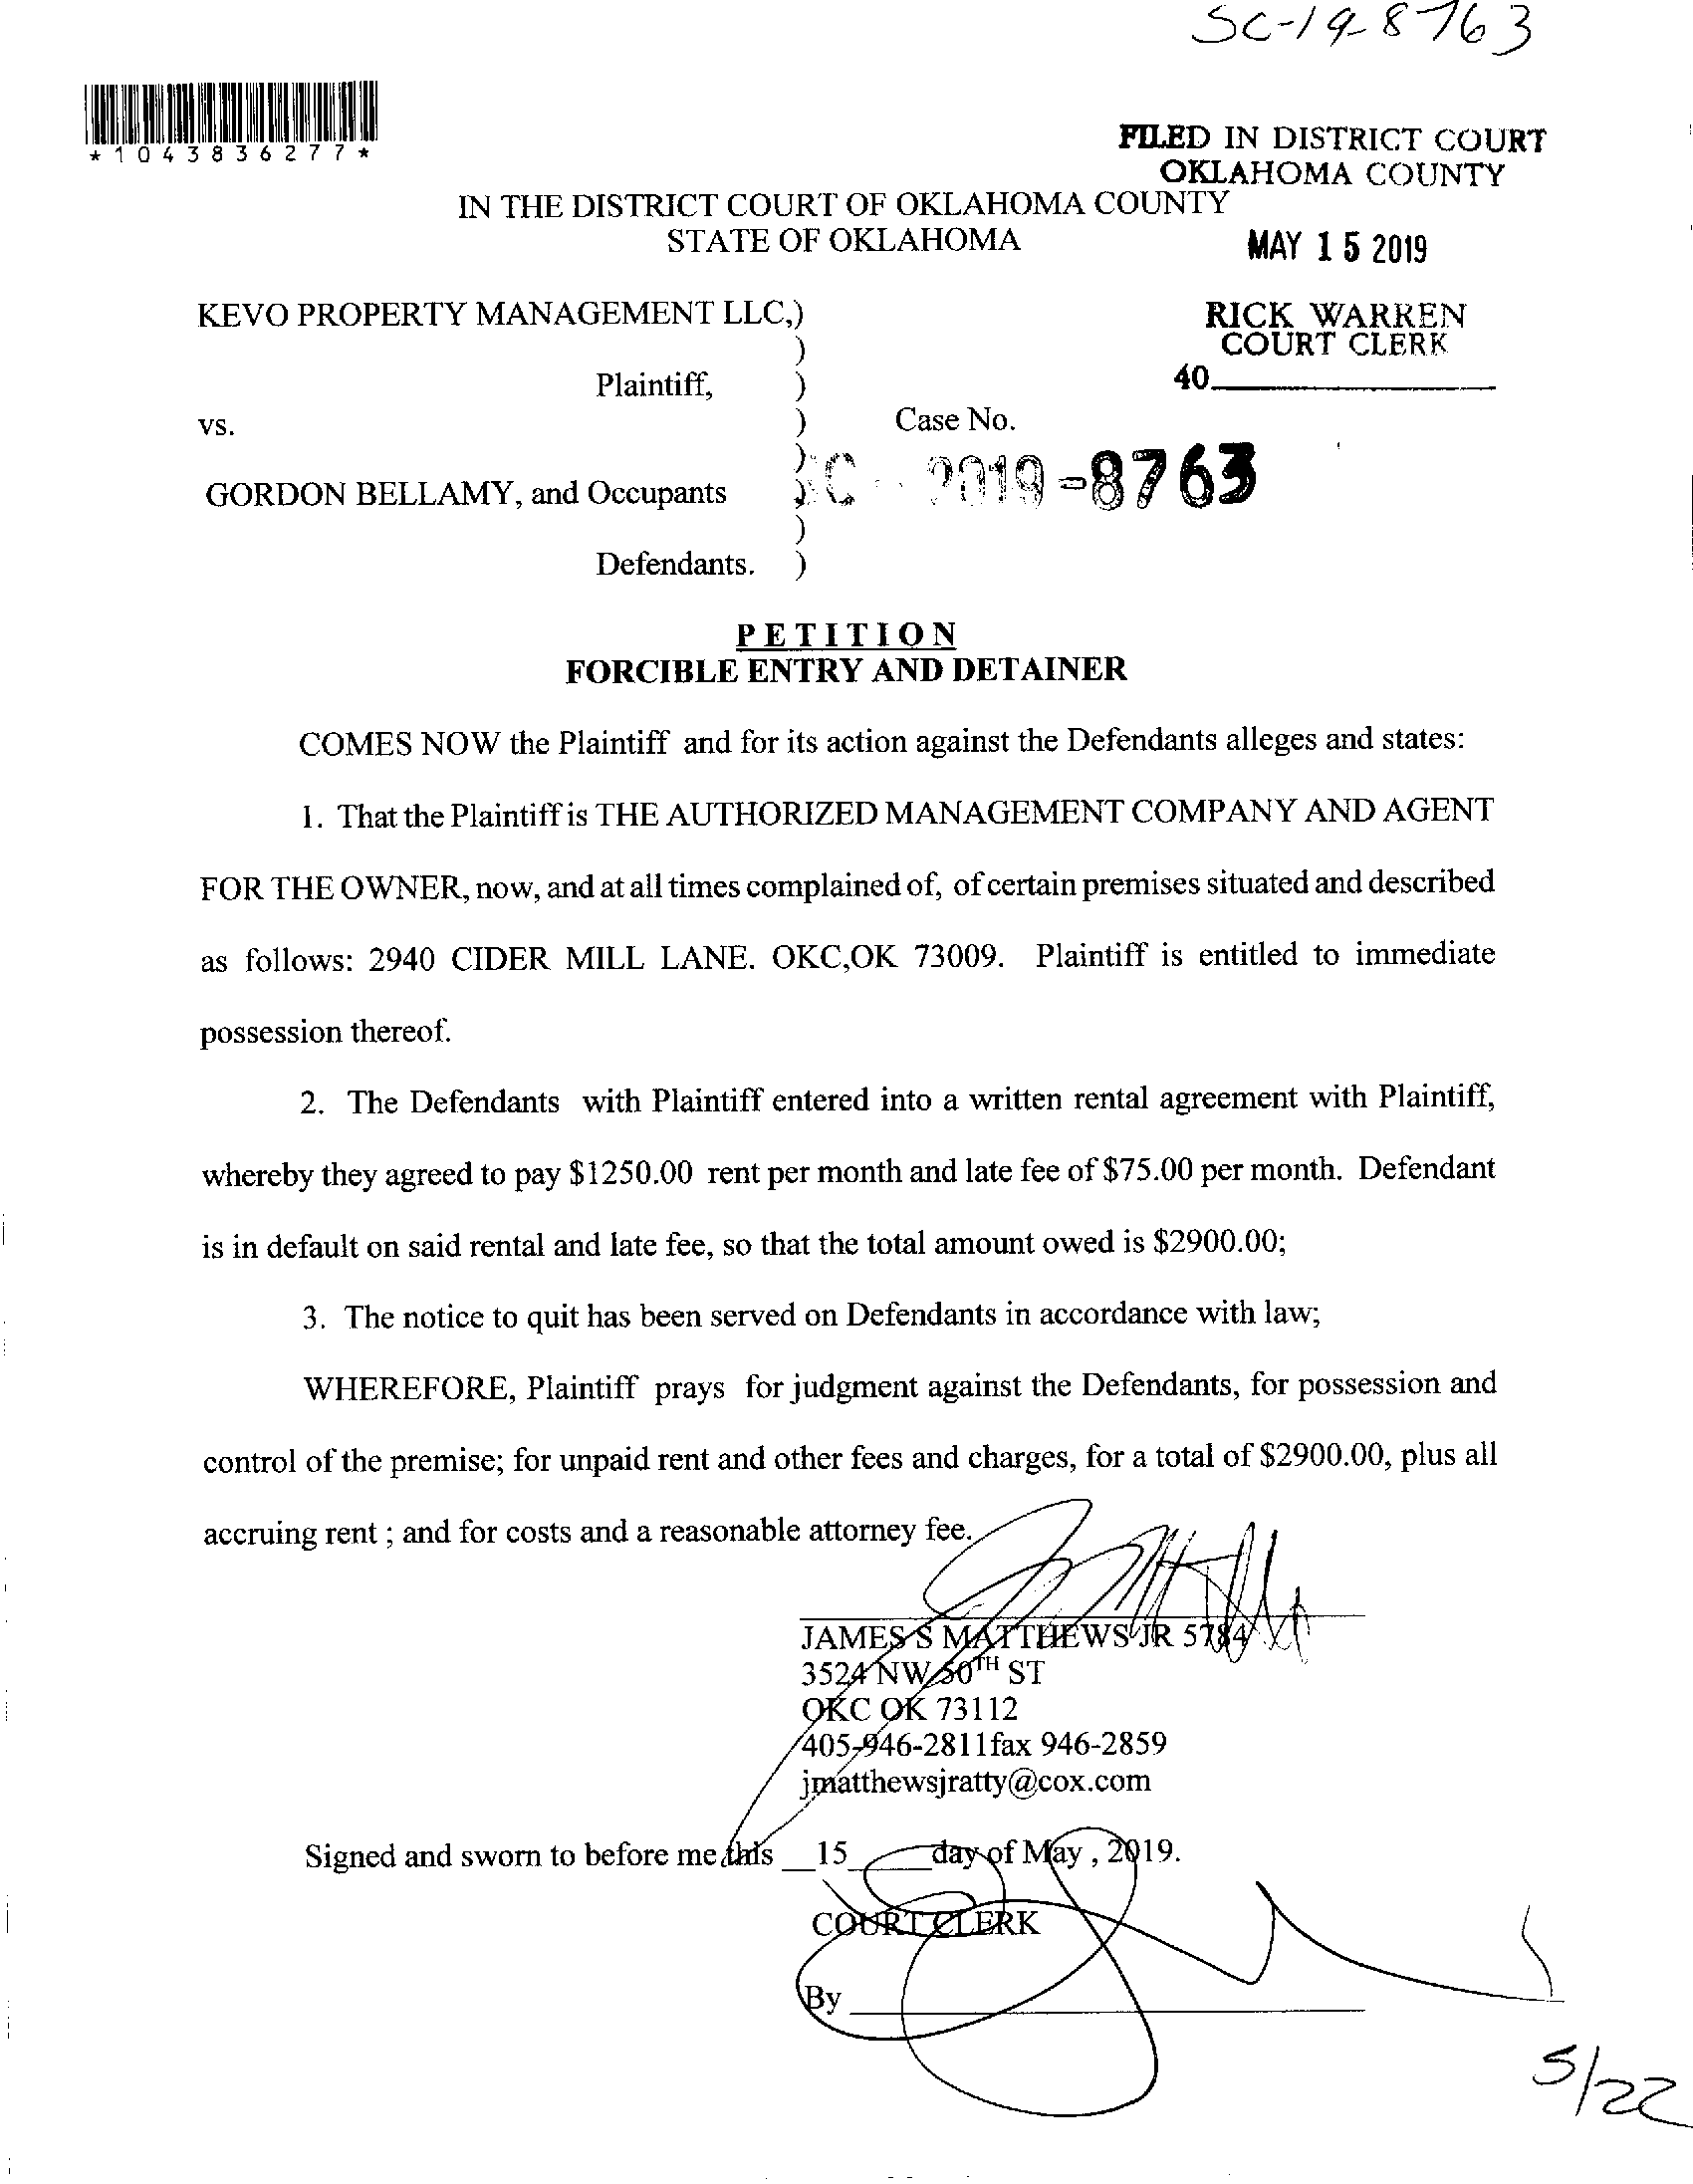 SC-19-8763
*1043836277*
FILED IN DISTRICT COURT
OKLAHOMA COUNTY
IN THE DISTRICT COURT OF OKLAHOMA COUNTY
STATE OF OKLAHOMA
MAY 15 2019
KEVO PROPERTY MANAGEMENT LLC,)
RICK WARREN
COURT CLERK
)
Plaintiff, )
40
vs. ) Case No.
)
GORDON BELLAMY, and Occupants ) C - 2019-8763
)
Defendants. )
PETITION
FORCIBLE ENTRY AND DETAINER
COMES NOW the Plaintiff and for its action against the Defendants alleges and states:
1. That the Plaintiff is THE AUTHORIZED MANAGEMENT COMPANY AND AGENT
FOR THE OWNER, now, and at all times complained of, of certain premises situated and described
as follows: 2940 CIDER MILL LANE. OKC,OK 73009. Plaintiff is entitled to immediate
possession thereof.
2. The Defendants with Plaintiff entered into a written rental agreement with Plaintiff,
whereby they agreed to pay $1250.00 rent per month and late fee of $75.00 per month. Defendant
is in default on said rental and late fee, so that the total amount owed is $2900.00;
3. The notice to quit has been served on Defendants in accordance with law;
WHEREFORE, Plaintiff prays for judgment against the Defendants, for possession and
control of the premise; for unpaid rent and other fees and charges, for a total of $2900.00, plus all
accruing rent ; and for costs and a reasonable attorney fee.
JAMES S MATTHEWS JR 5784
3524 NW 50TH ST
OKC OK 73112
405-946-2811fax 946-2859
jmatthewsjratty@cox.com
Signed and sworn to before me this __15______day of May , 2019.
COURT CLERK
By
5/22